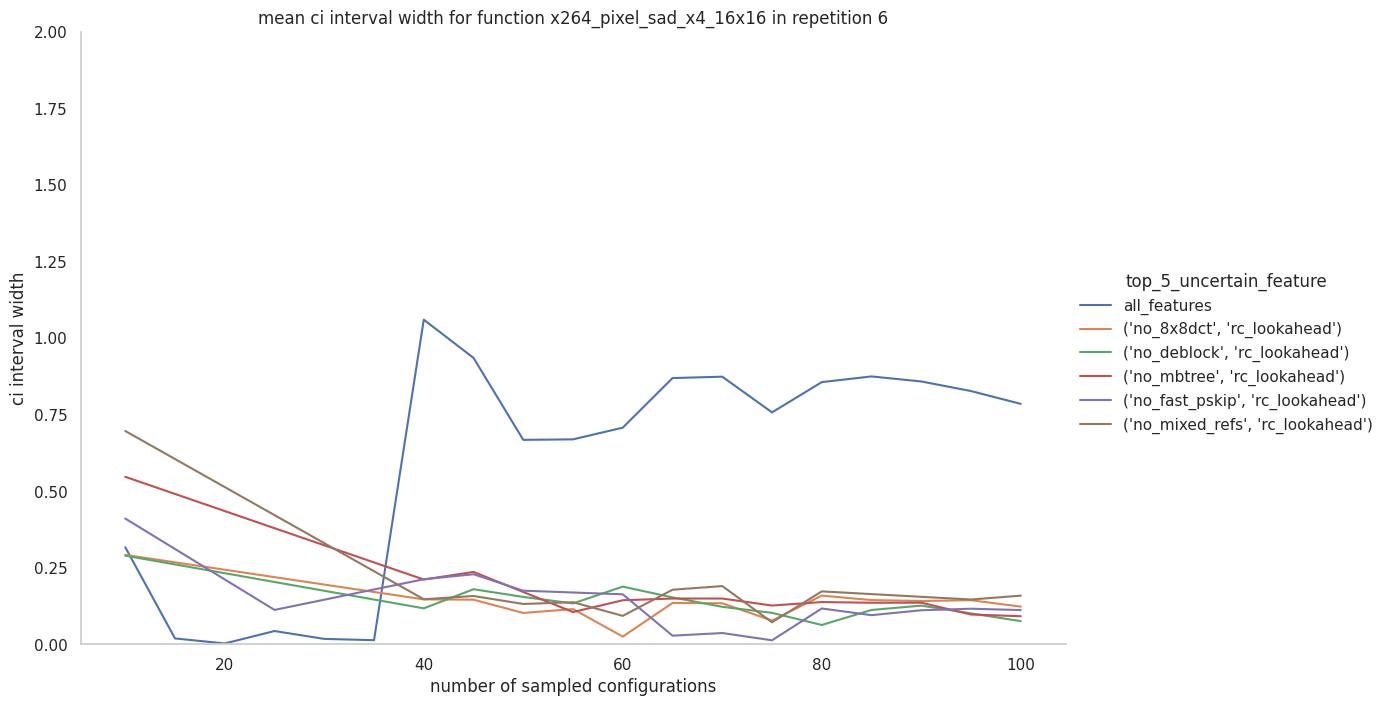 mean ci interval width for function x264_pixel_sad_x4_16x16 in repetition 6
2.00
1.75
1.50
1.25
1.00
0.75
0.50
0.25
0.00
ci interval width
20
40
60
80
100
number of sampled configurations
top_5_uncertain_feature
all_features
('no_8x8dct', 'rc_lookahead')
('no_deblock', 'rc_lookahead')
('no_mbtree', 'rc_lookahead')
('no_fast_pskip', 'rc_lookahead')
('no_mixed_refs', 'rc_lookahead')